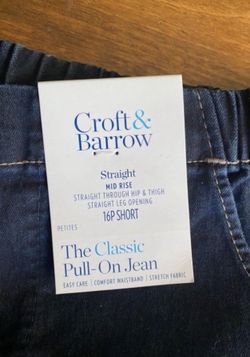 Croft&
Barrow
Straight
MID RISE
STRAIGHT THROUGH HIP & THIGH
STRAIGHT LEG OPENING
16P SHORT
PETITES
The Classic
Pull-On Jean
EASY CARE | COMFORT WAISTBAND | STRETCH FABRIC